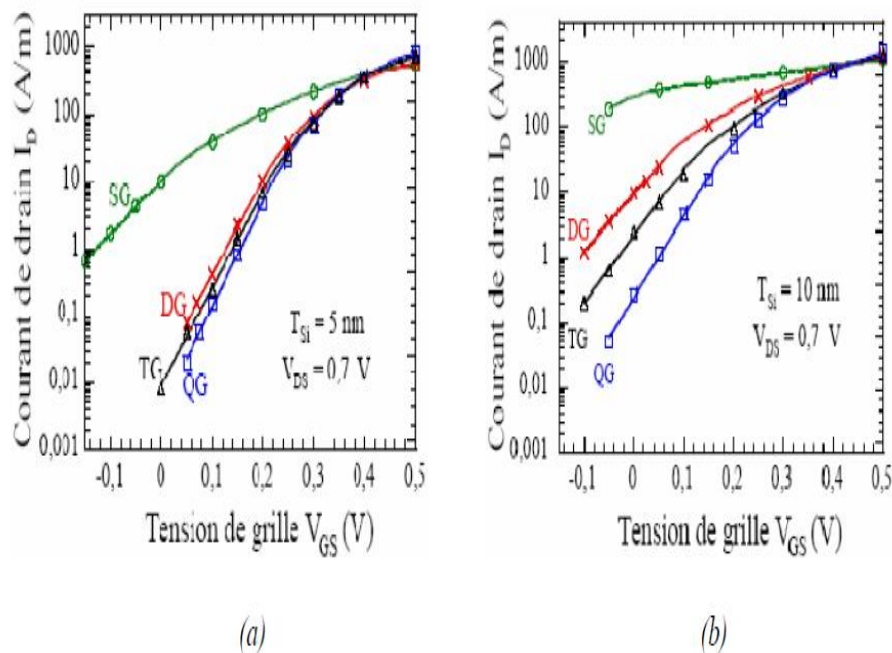 Courant de drain I_D (A/m)
1000
100
10
1
0,1
0,01
0,001
SG
DG
TG
QG
T_Si = 5 nm
V_DS = 0,7 V
-0,1 0 0,1 0,2 0,3 0,4 0,5
Tension de grille V_GS (V)
(a)
Courant de drain I_D (A/m)
10⁴
1000
100
10
1
0,1
0,01
0,001
SG
DG
TG
QG
T_Si = 10 nm
V_DS = 0,7 V
-0,1 0 0,1 0,2 0,3 0,4 0,5
Tension de grille V_GS (V)
(b)